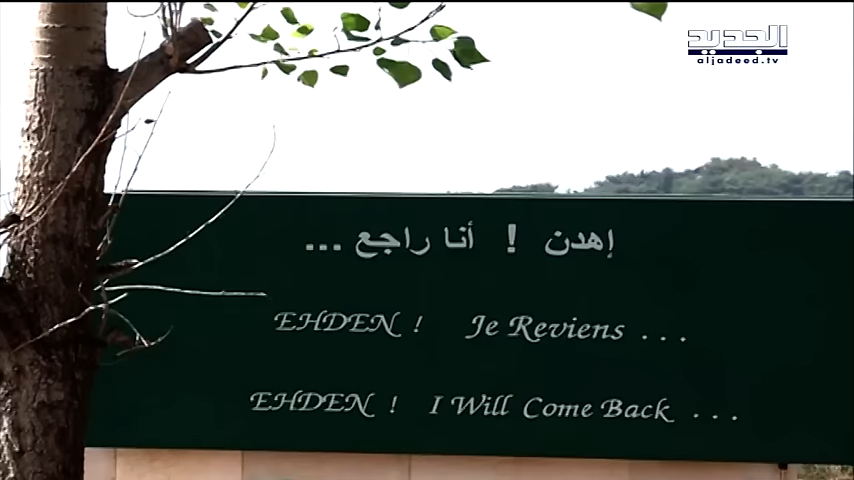 الجديد
aljadeed.tv
إهدن ! أنا راجع ...
EHDEN ! Je Reviens ...
EHDEN ! I Will Come Back ...